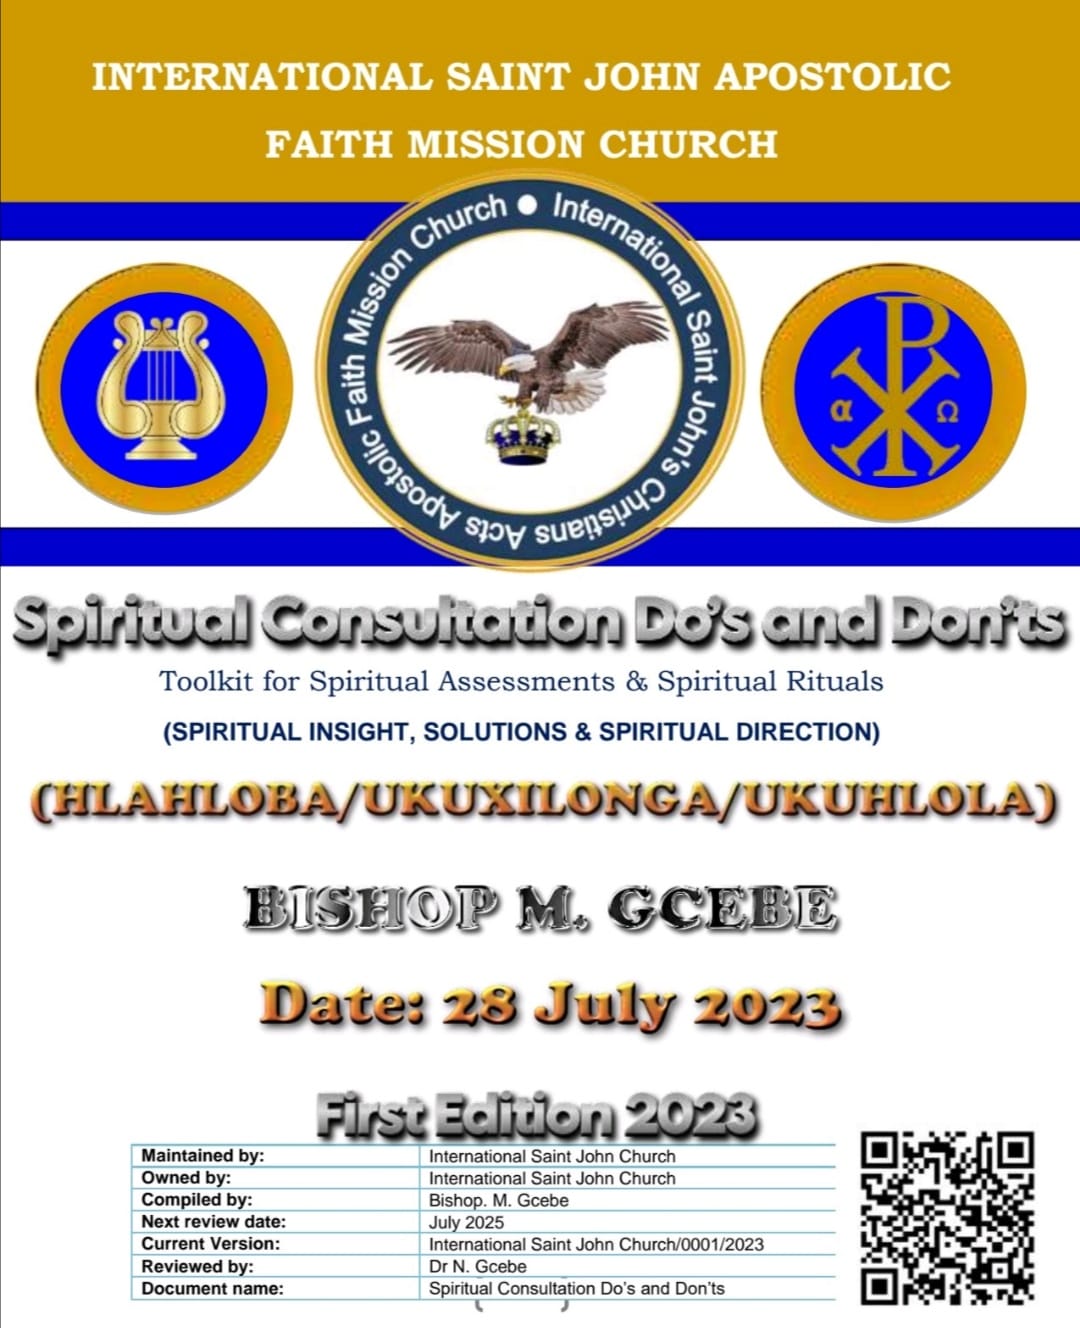 INTERNATIONAL SAINT JOHN APOSTOLIC
FAITH MISSION CHURCH
International Saint John's Christians Acts Apostolic Faith Mission Church
α Ω
Spiritual Consultation Do's and Don'ts
Toolkit for Spiritual Assessments & Spiritual Rituals
(SPIRITUAL INSIGHT, SOLUTIONS & SPIRITUAL DIRECTION)
(HLAHLOBA/UKUXILONGA/UKUHLOLA)
BISHOP M. GCEBE
Date: 28 July 2023
First Edition 2023
Maintained by: International Saint John Church
Owned by: International Saint John Church
Compiled by: Bishop. M. Gcebe
Next review date: July 2025
Current Version: International Saint John Church/0001/2023
Reviewed by: Dr N. Gcebe
Document name: Spiritual Consultation Do's and Don'ts